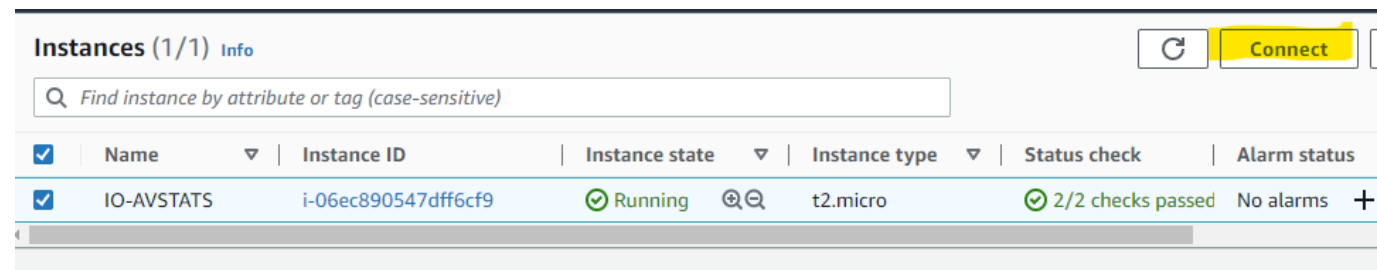 Instances (1/1) Info
Connect
Find instance by attribute or tag (case-sensitive)
Name Instance ID Instance state Instance type Status check Alarm status
IO-AVSTATS i-06ec890547dff6cf9 Running t2.micro 2/2 checks passed No alarms